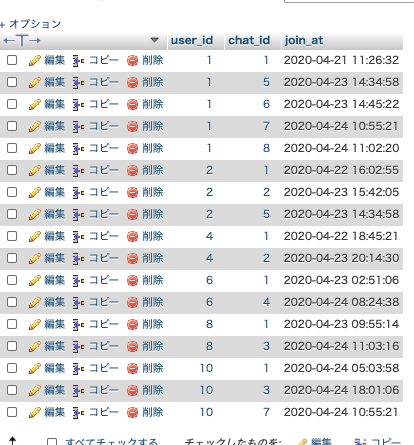 + オプション
←T→ user_id chat_id join_at
編集 コピー 削除 1 1 2020-04-21 11:26:32
編集 コピー 削除 1 5 2020-04-23 14:34:58
編集 コピー 削除 1 6 2020-04-23 14:45:22
編集 コピー 削除 1 7 2020-04-24 10:55:21
編集 コピー 削除 1 8 2020-04-24 11:02:20
編集 コピー 削除 2 1 2020-04-22 16:02:55
編集 コピー 削除 2 2 2020-04-23 15:42:05
編集 コピー 削除 2 5 2020-04-23 14:34:58
編集 コピー 削除 4 1 2020-04-22 18:45:21
編集 コピー 削除 4 2 2020-04-23 20:14:30
編集 コピー 削除 6 1 2020-04-23 02:51:06
編集 コピー 削除 6 4 2020-04-24 08:24:38
編集 コピー 削除 8 1 2020-04-23 09:55:14
編集 コピー 削除 8 3 2020-04-24 11:03:16
編集 コピー 削除 10 1 2020-04-24 05:03:58
編集 コピー 削除 10 3 2020-04-24 18:01:06
編集 コピー 削除 10 7 2020-04-24 10:55:21
すべてチェックする チェックしたものを: 編集 コピー